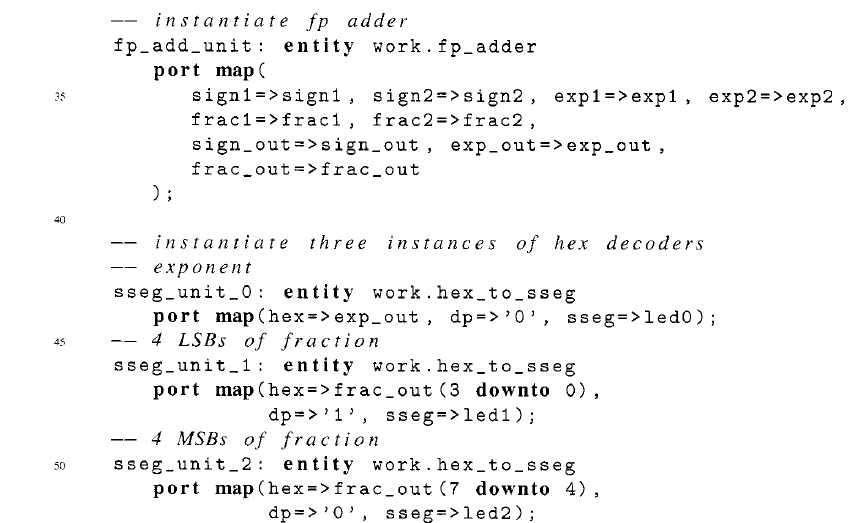 -- instantiate fp adder
fp_add_unit: entity work.fp_adder
port map(
35 sign1=>sign1, sign2=>sign2, exp1=>exp1, exp2=>exp2,
frac1=>frac1, frac2=>frac2,
sign_out=>sign_out, exp_out=>exp_out,
frac_out=>frac_out
);
40
-- instantiate three instances of hex decoders
-- exponent
sseg_unit_0: entity work.hex_to_sseg
port map(hex=>exp_out, dp=>'0', sseg=>led0);
45 -- 4 LSBs of fraction
sseg_unit_1: entity work.hex_to_sseg
port map(hex=>frac_out(3 downto 0),
dp=>'1', sseg=>led1);
-- 4 MSBs of fraction
50 sseg_unit_2: entity work.hex_to_sseg
port map(hex=>frac_out(7 downto 4),
dp=>'0', sseg=>led2);